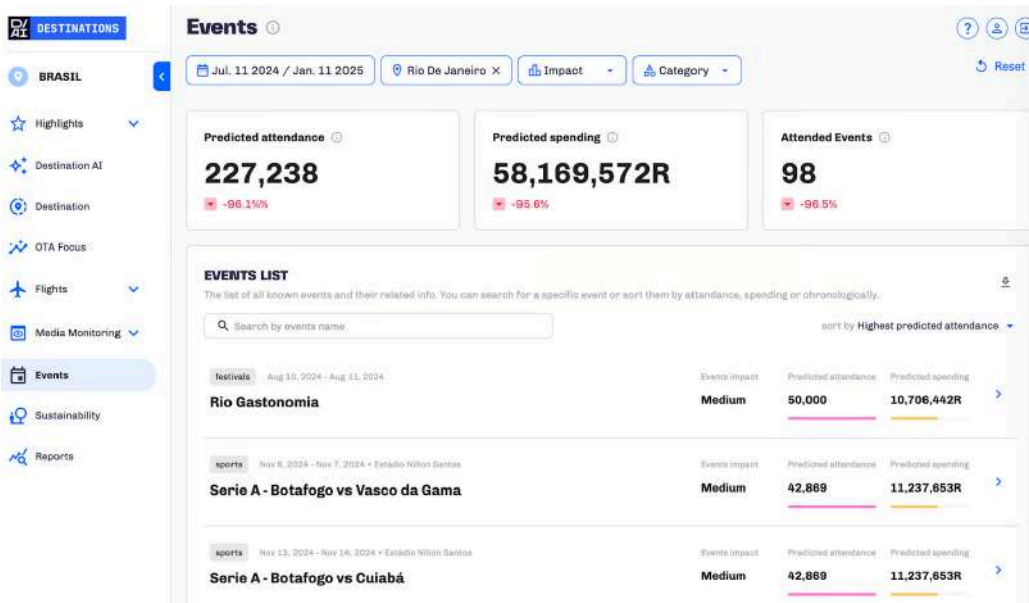 D/AI DESTINATIONS
BRASIL
Highlights
Destination AI
Destination
OTA Focus
Flights
Media Monitoring
Events
Sustainability
Reports
Events
?
Jul. 11 2024 / Jan. 11 2025
Rio De Janeiro ×
Impact
Category
Reset
Predicted attendance
227,238
-96.1%%
Predicted spending
58,169,572R
-95.6%
Attended Events
98
-96.5%
EVENTS LIST
The list of all known events and their related info. You can search for a specific event or sort them by attendance, spending or chronologically.
Search by events name
sort by Highest predicted attendance
festivals Aug 10, 2024 - Aug 11, 2024
Rio Gastonomia
Events impact
Medium
Predicted attendance
50,000
Predicted spending
10,706,442R
sports Nov 6, 2024 - Nov 7, 2024 • Estádio Nilton Santos
Serie A - Botafogo vs Vasco da Gama
Events impact
Medium
Predicted attendance
42,869
Predicted spending
11,237,653R
sports Nov 13, 2024 - Nov 14, 2024 • Estádio Nilton Santos
Serie A - Botafogo vs Cuiabá
Events impact
Medium
Predicted attendance
42,869
Predicted spending
11,237,653R